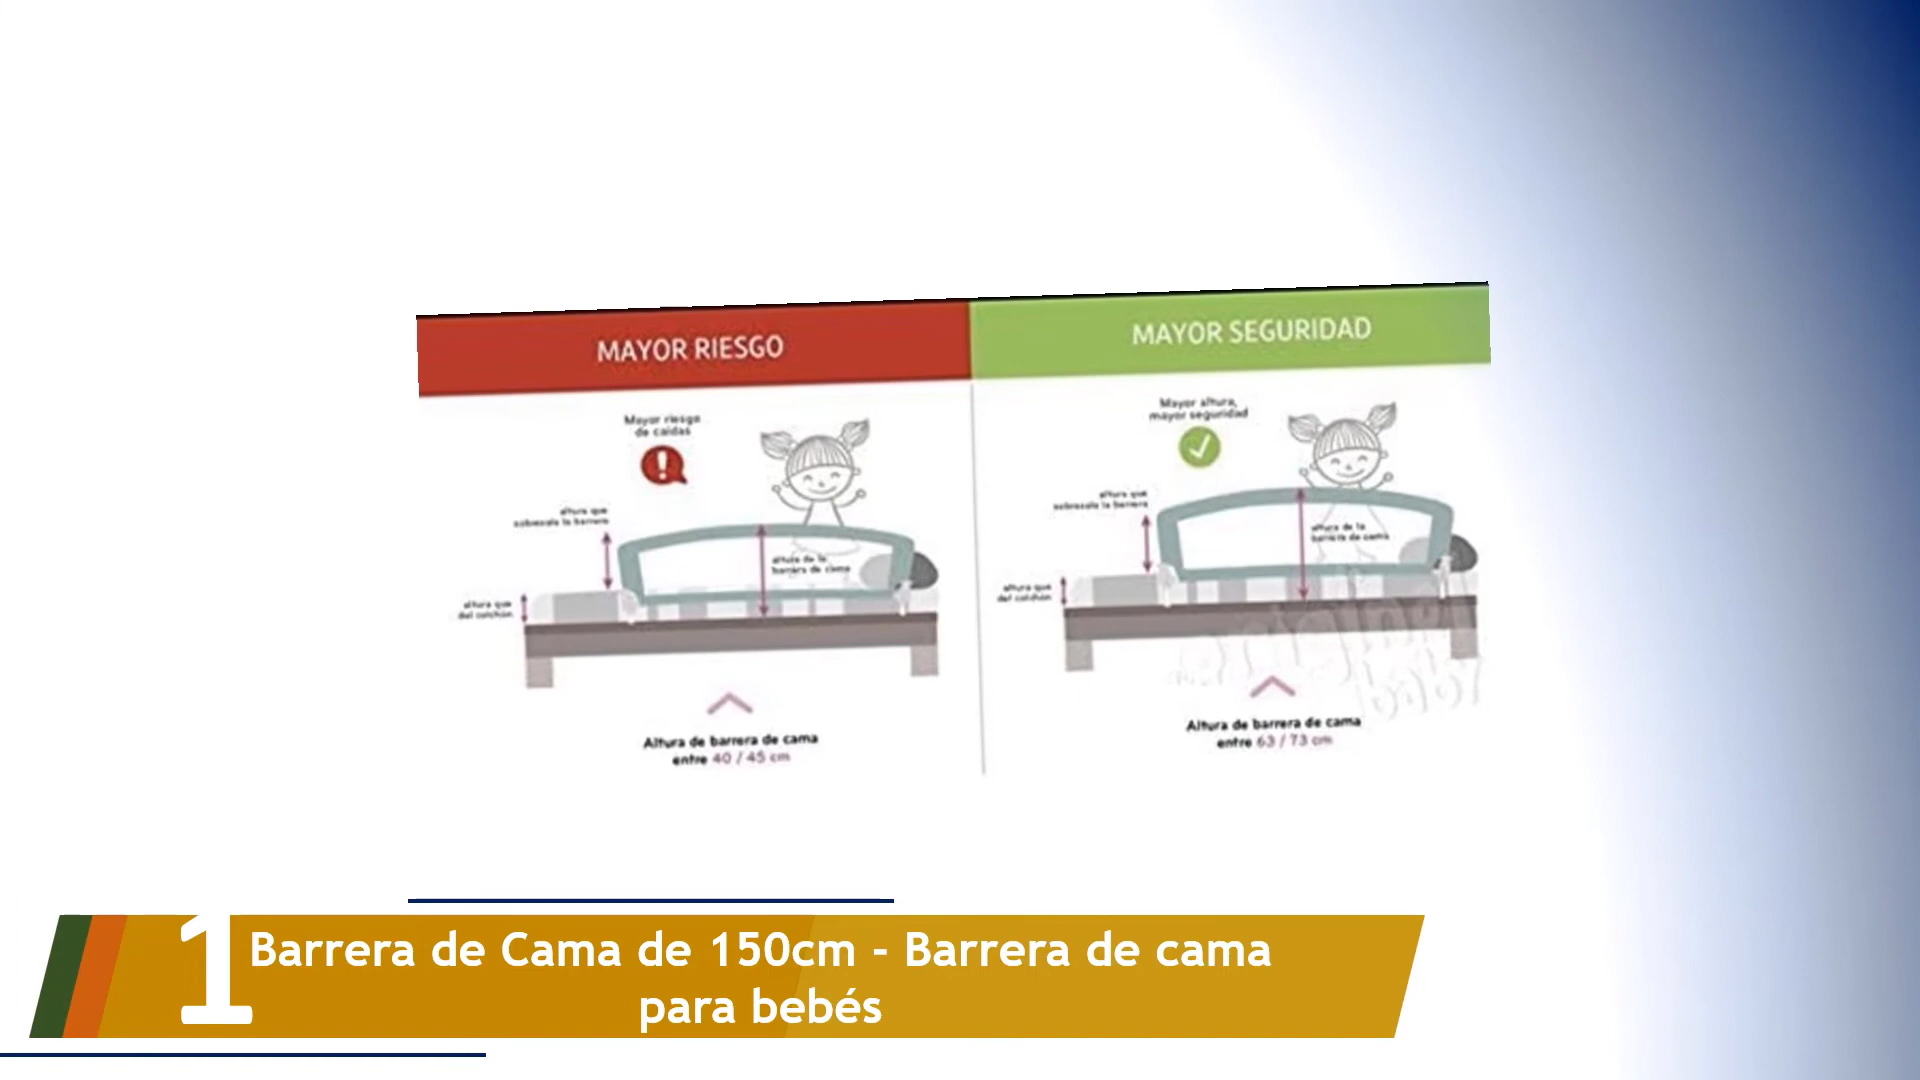 MAYOR RIESGO
Mayor riesgo
de caídas
altura que
sobresale la barrera
altura de la
barrera de cama
altura que
del colchón
Altura de barrera de cama
entre 40 / 45 cm
MAYOR SEGURIDAD
Mayor altura,
mayor seguridad
altura que
sobresale la barrera
altura de la
barrera de cama
altura que
del colchón
Altura de barrera de cama
entre 63 / 73 cm
1
Barrera de Cama de 150cm - Barrera de cama
para bebés